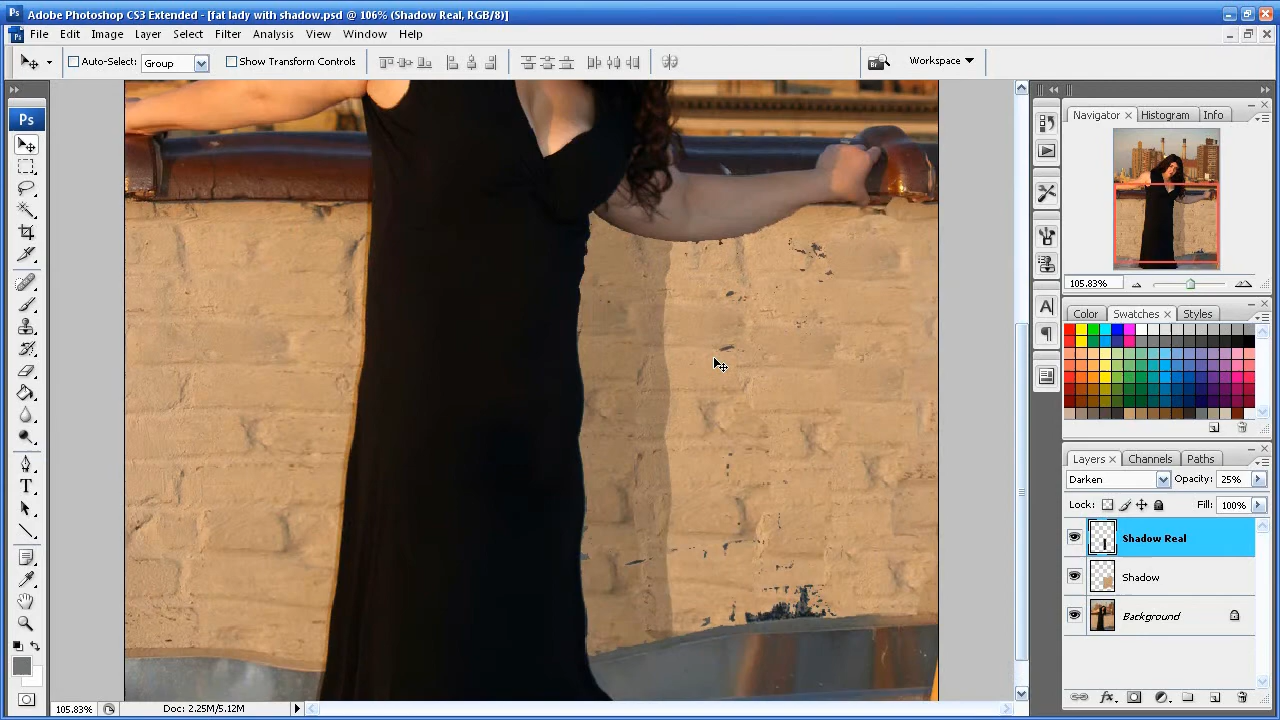 Ps Adobe Photoshop CS3 Extended - [fat lady with shadow.psd @ 106% (Shadow Real, RGB/8)]
File Edit Image Layer Select Filter Analysis View Window Help
Auto-Select: Group Show Transform Controls Workspace
Ps
Navigator Histogram Info
105.83%
Color Swatches Styles
Layers Channels Paths
Darken Opacity: 25%
Lock: Fill: 100%
Shadow Real
Shadow
Background
105.83% Doc: 2.25M/5.12M